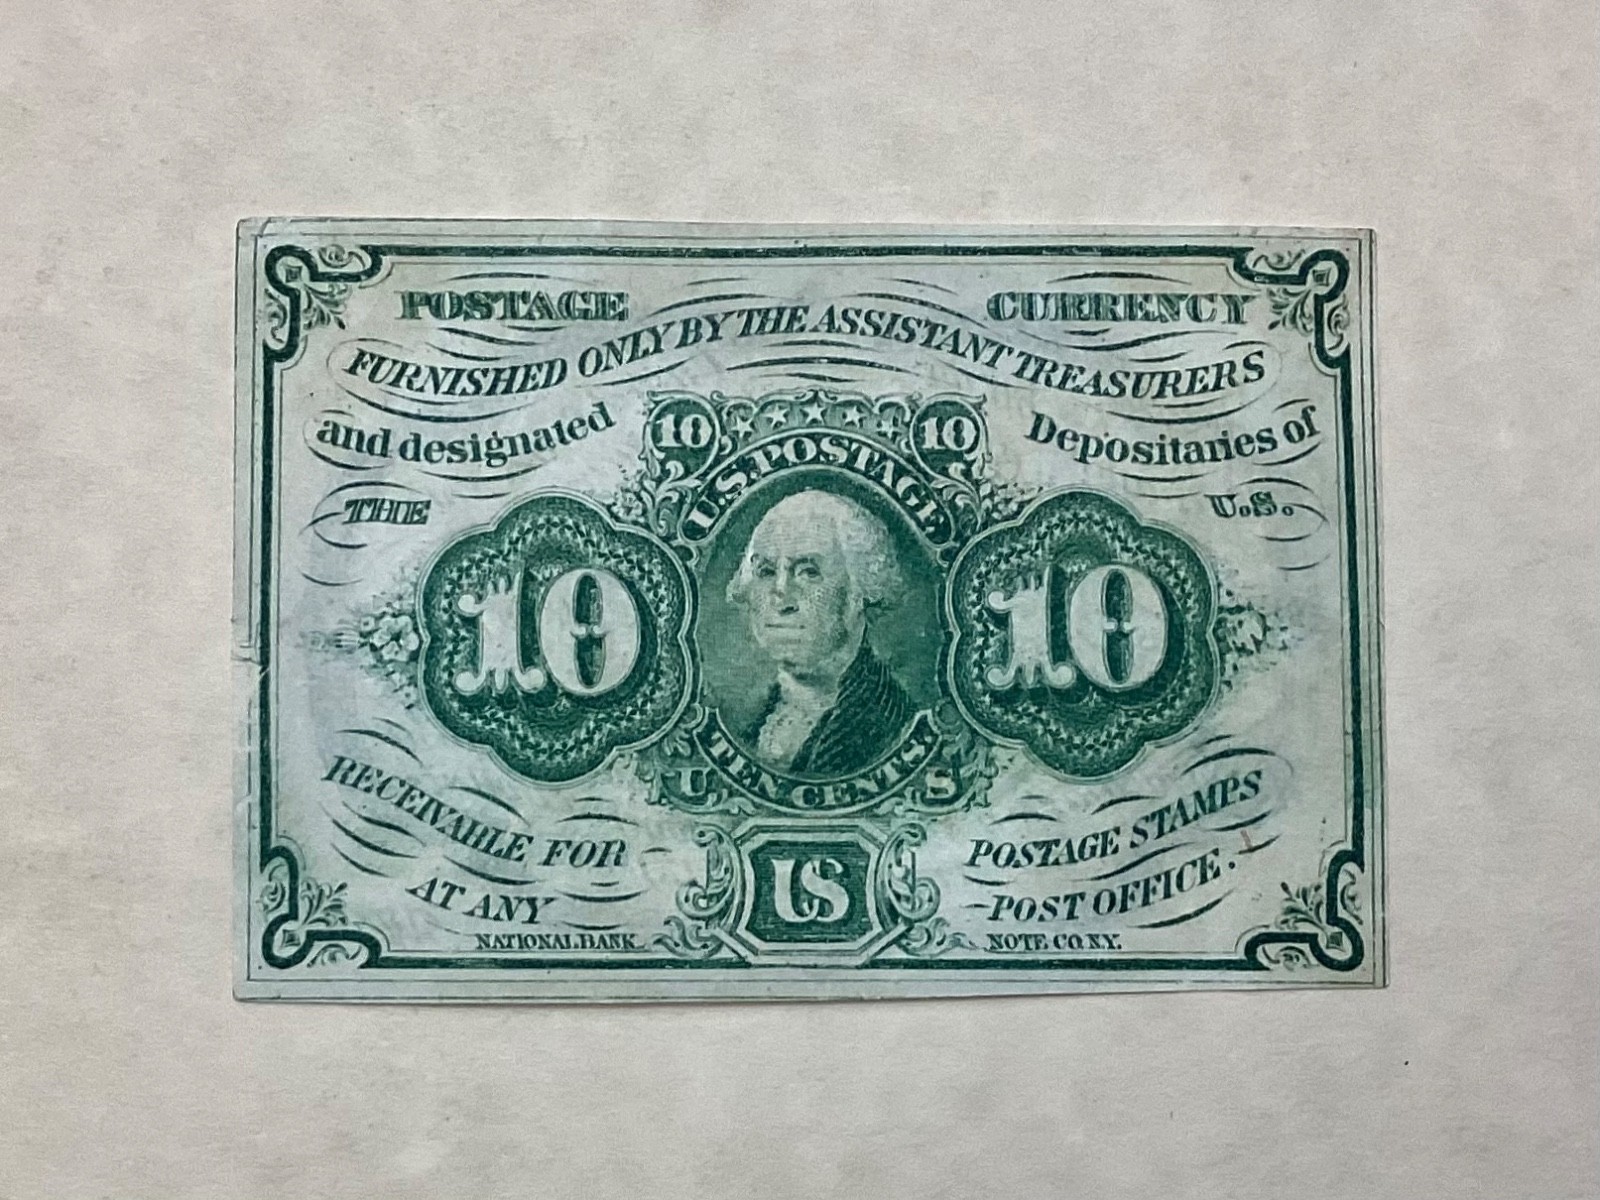 POSTAGE CURRENCY
FURNISHED ONLY BY THE ASSISTANT TREASURERS
and designated Depositaries of
THE U.S.
10 10
U.S. POSTAGE
10 10
TEN CENTS.
U S
RECEIVABLE FOR POSTAGE STAMPS
AT ANY POST OFFICE.
US
NATIONAL BANK NOTE CO. N.Y.